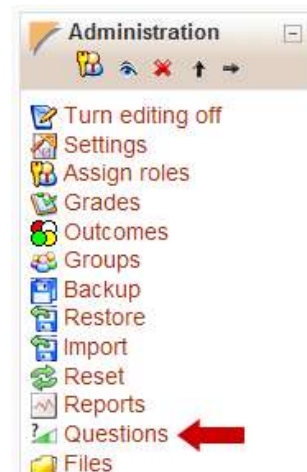 Administration
Turn editing off
Settings
Assign roles
Grades
Outcomes
Groups
Backup
Restore
Import
Reset
Reports
Questions
Files